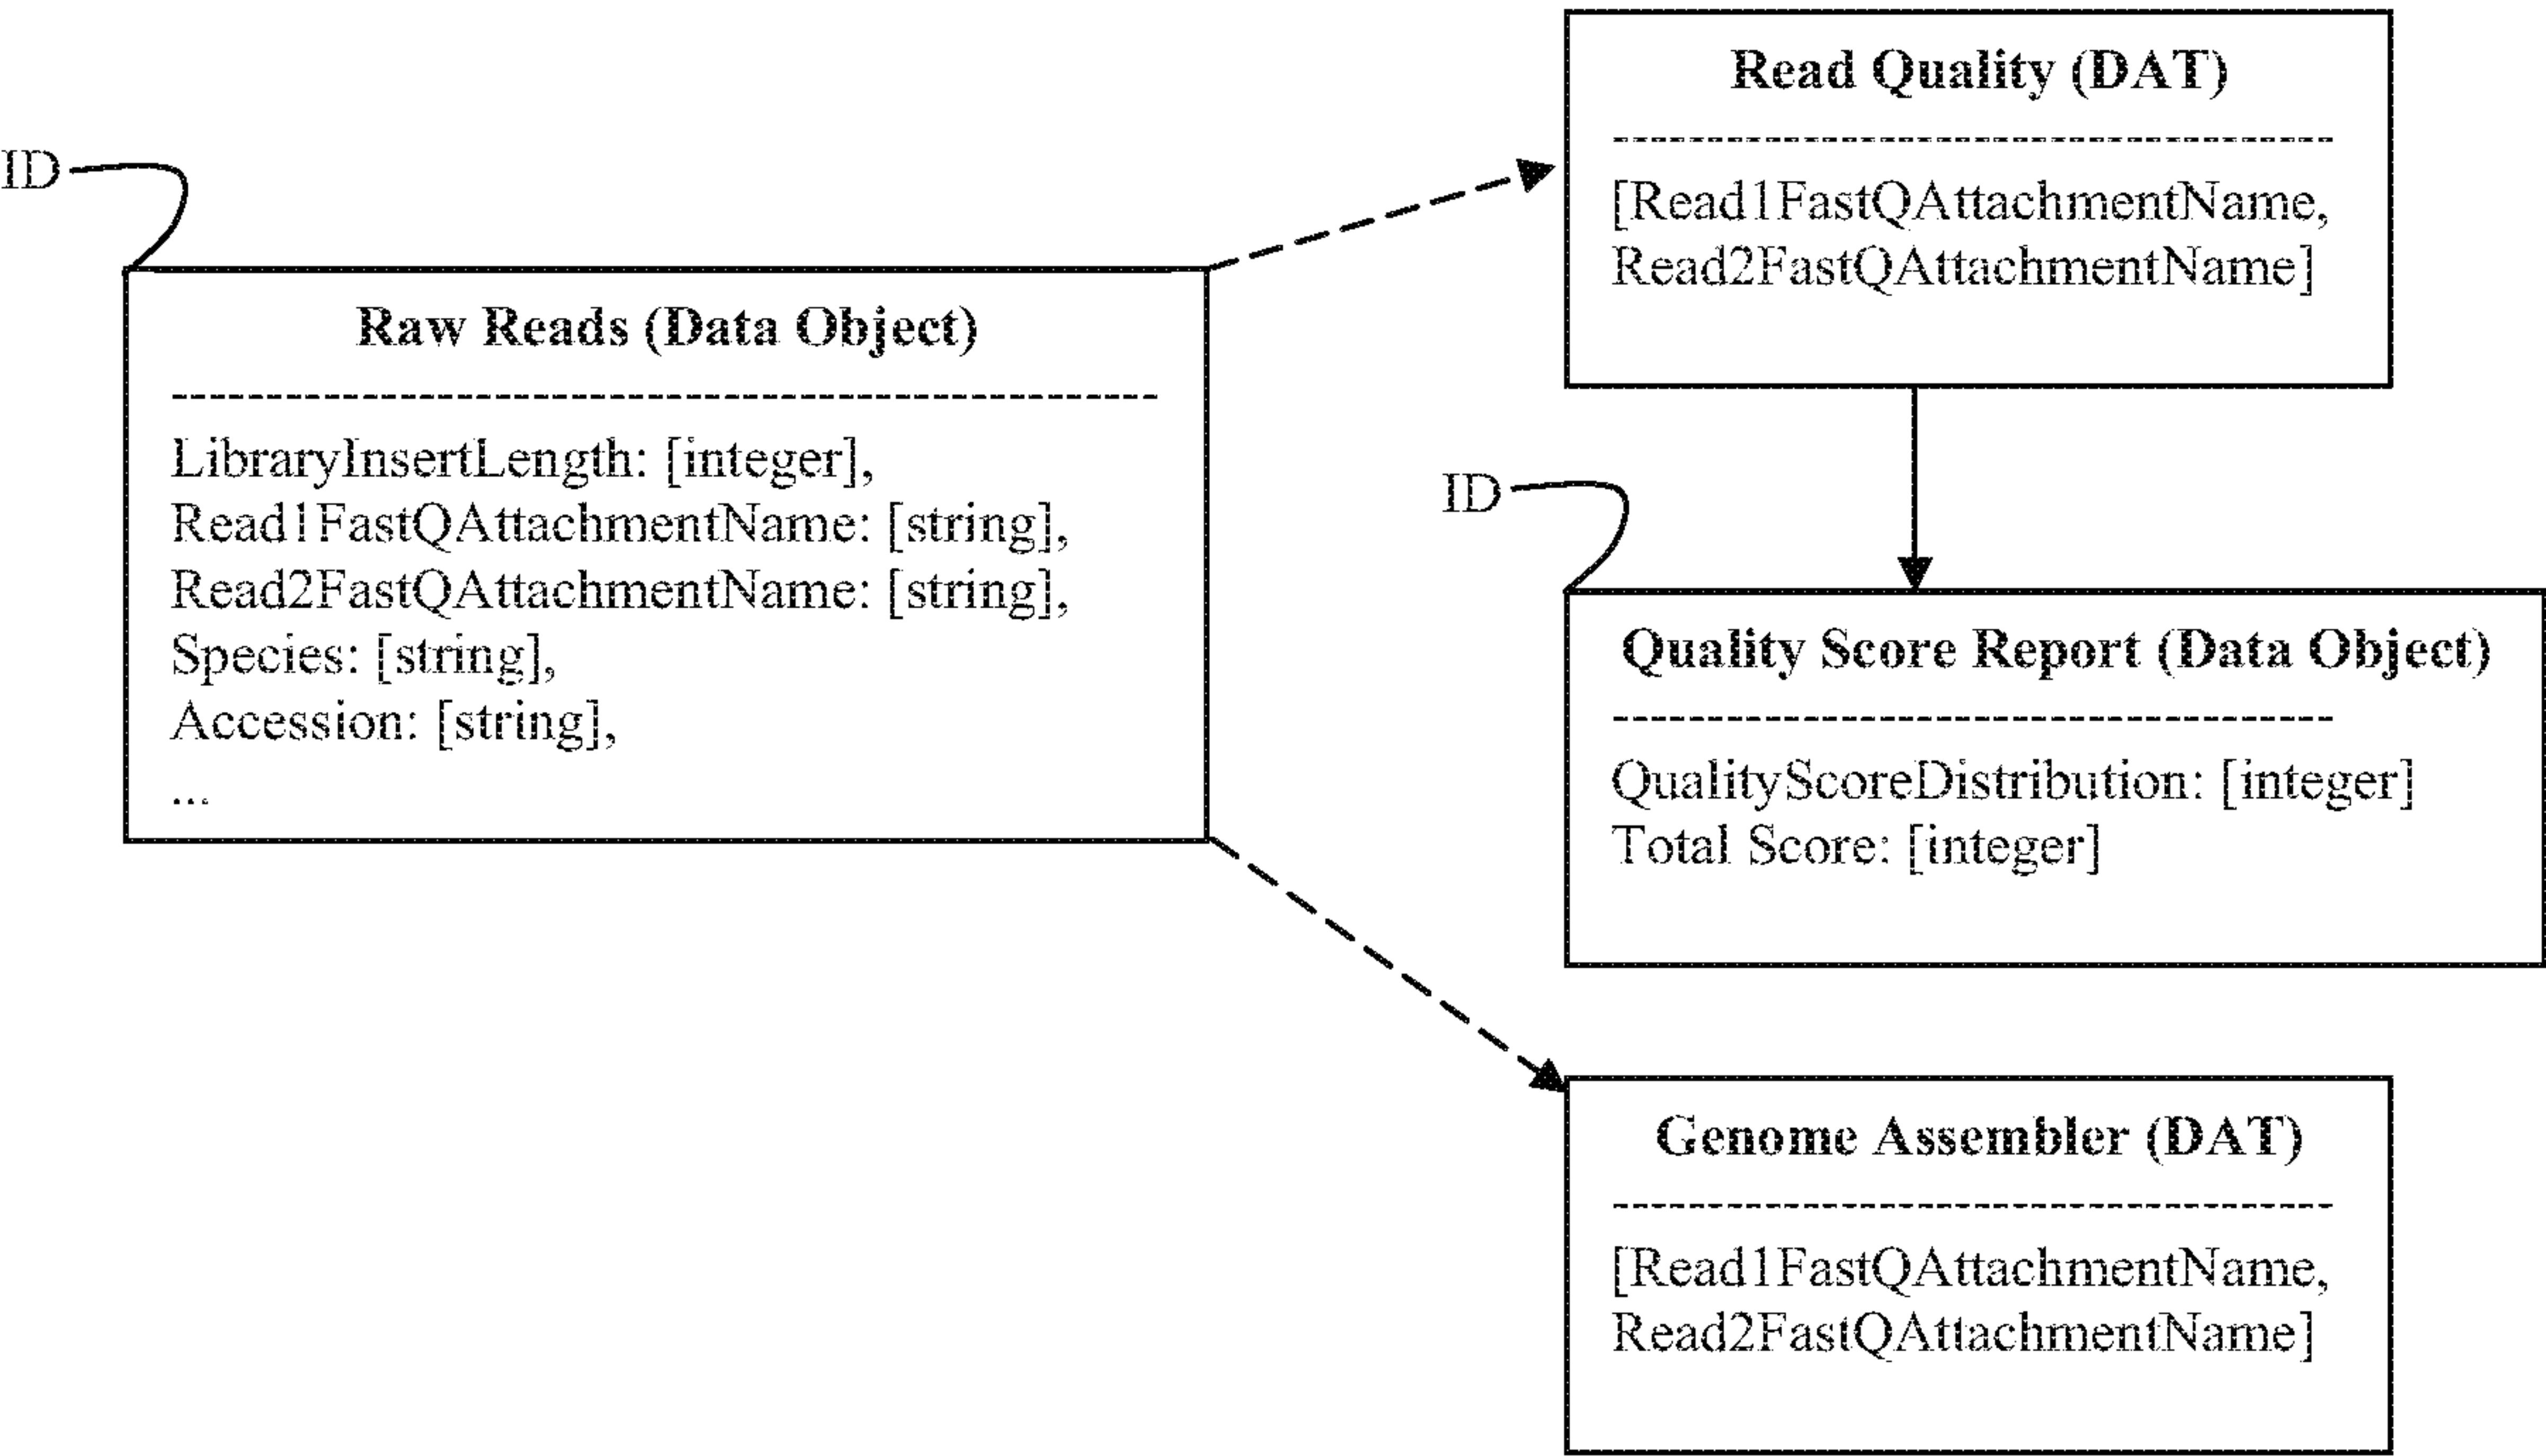 ID
Raw Reads (Data Object)
LibraryInsertLength: [integer],
Read1FastQAttachmentName: [string],
Read2FastQAttachmentName: [string],
Species: [string],
Accession: [string],
...
Read Quality (DAT)
[Read1FastQAttachmentName,
Read2FastQAttachmentName]
ID
Quality Score Report (Data Object)
QualityScoreDistribution: [integer]
Total Score: [integer]
Genome Assembler (DAT)
[Read1FastQAttachmentName,
Read2FastQAttachmentName]